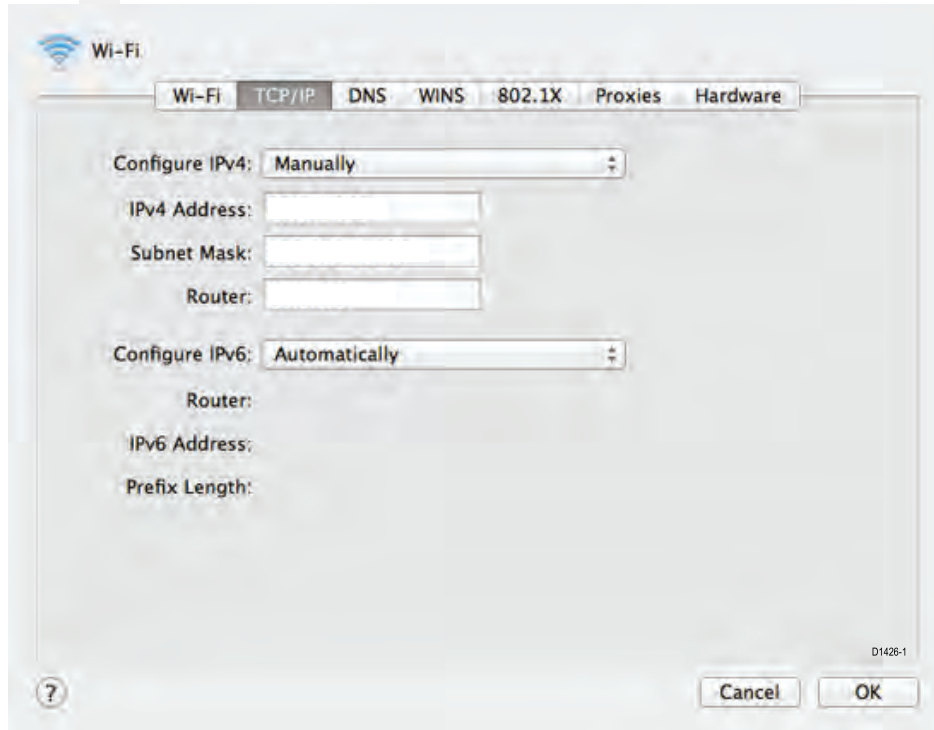 Wi-Fi
Wi-Fi TCP/IP DNS WINS 802.1X Proxies Hardware
Configure IPv4: Manually
IPv4 Address:
Subnet Mask:
Router:
Configure IPv6: Automatically
Router:
IPv6 Address:
Prefix Length:
D1426-1
? Cancel OK